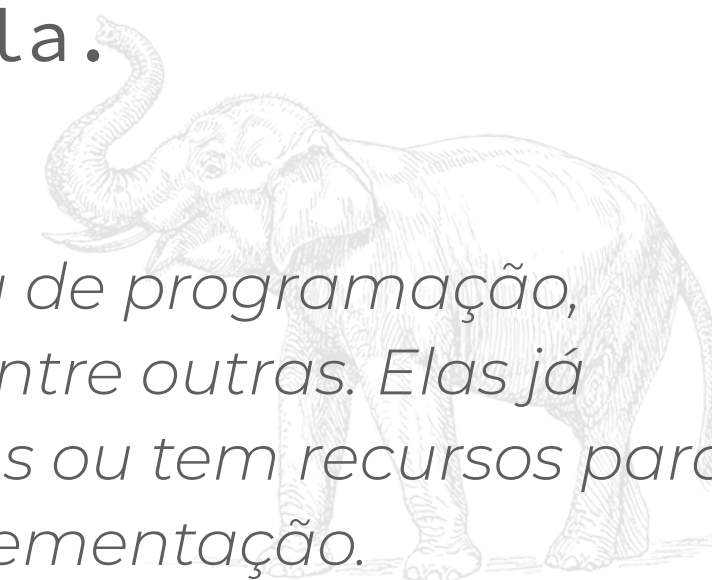 la.
de programação,
ntre outras. Elas já
s ou tem recursos para
ementação.